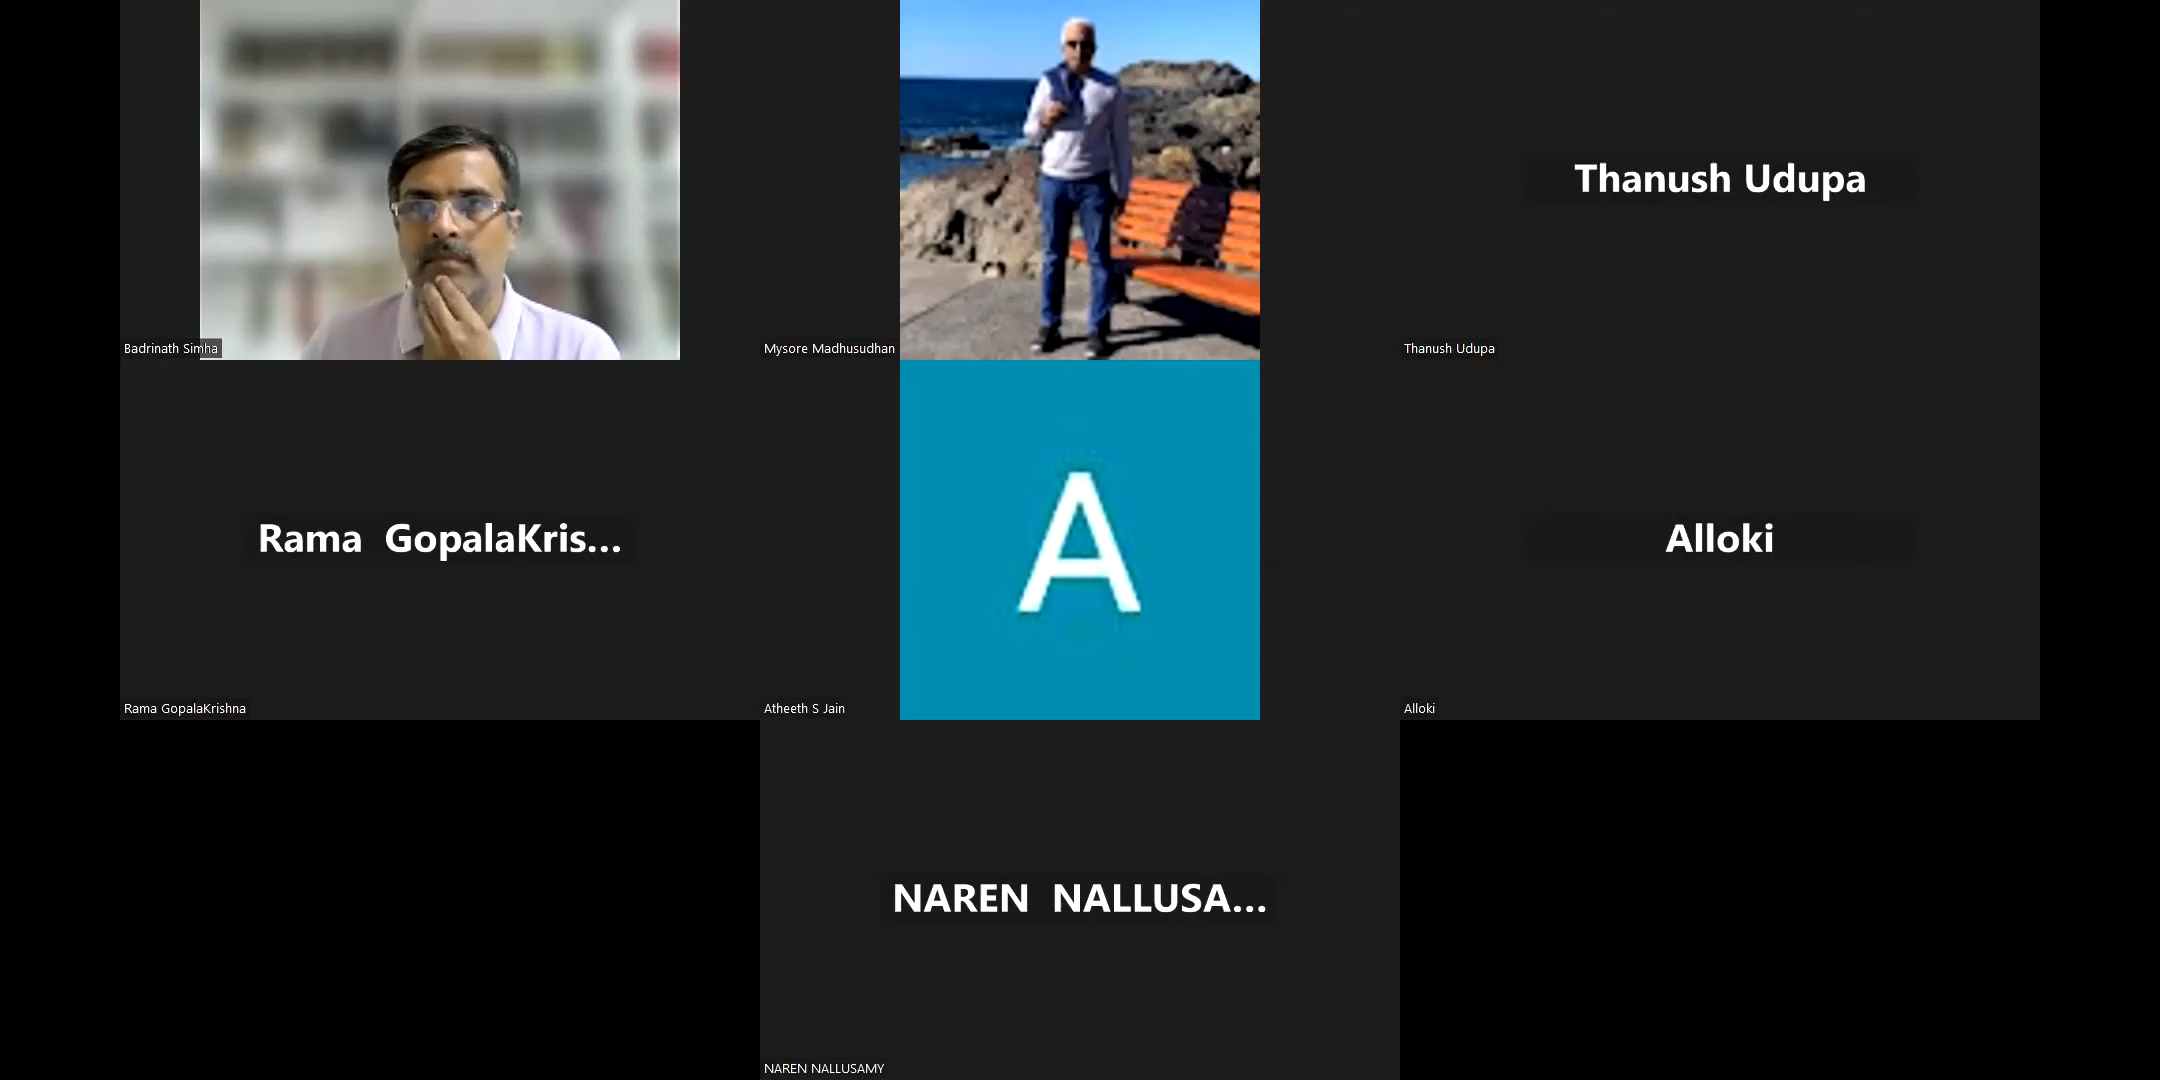 Badrinath Simha
Mysore Madhusudhan
Thanush Udupa
Thanush Udupa
Rama GopalaKris...
Rama GopalaKrishna
A
Atheeth S Jain
Alloki
Alloki
NAREN NALLUSA...
NAREN NALLUSAMY